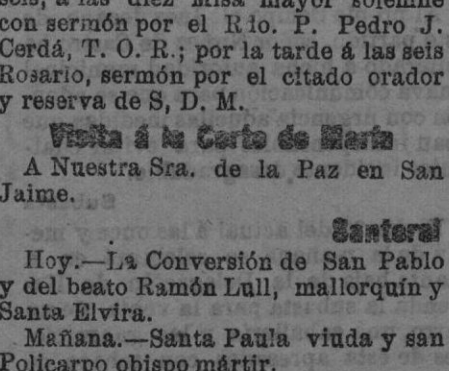 seis, a las diez misa mayor solemne
con sermón por el Rdo. P. Pedro J.
Cerdá, T. O. R.; por la tarde á las seis
Rosario, sermón por el citado orador
y reserva de S, D. M.
Visita á la Corte de María
A Nuestra Sra. de la Paz en San
Jaime.
Santoral
Hoy.—La Conversión de San Pablo
y del beato Ramón Lull, mallorquín y
Santa Elvira.
Mañana.—Santa Paula viuda y san
Policarpo obispo mártir.